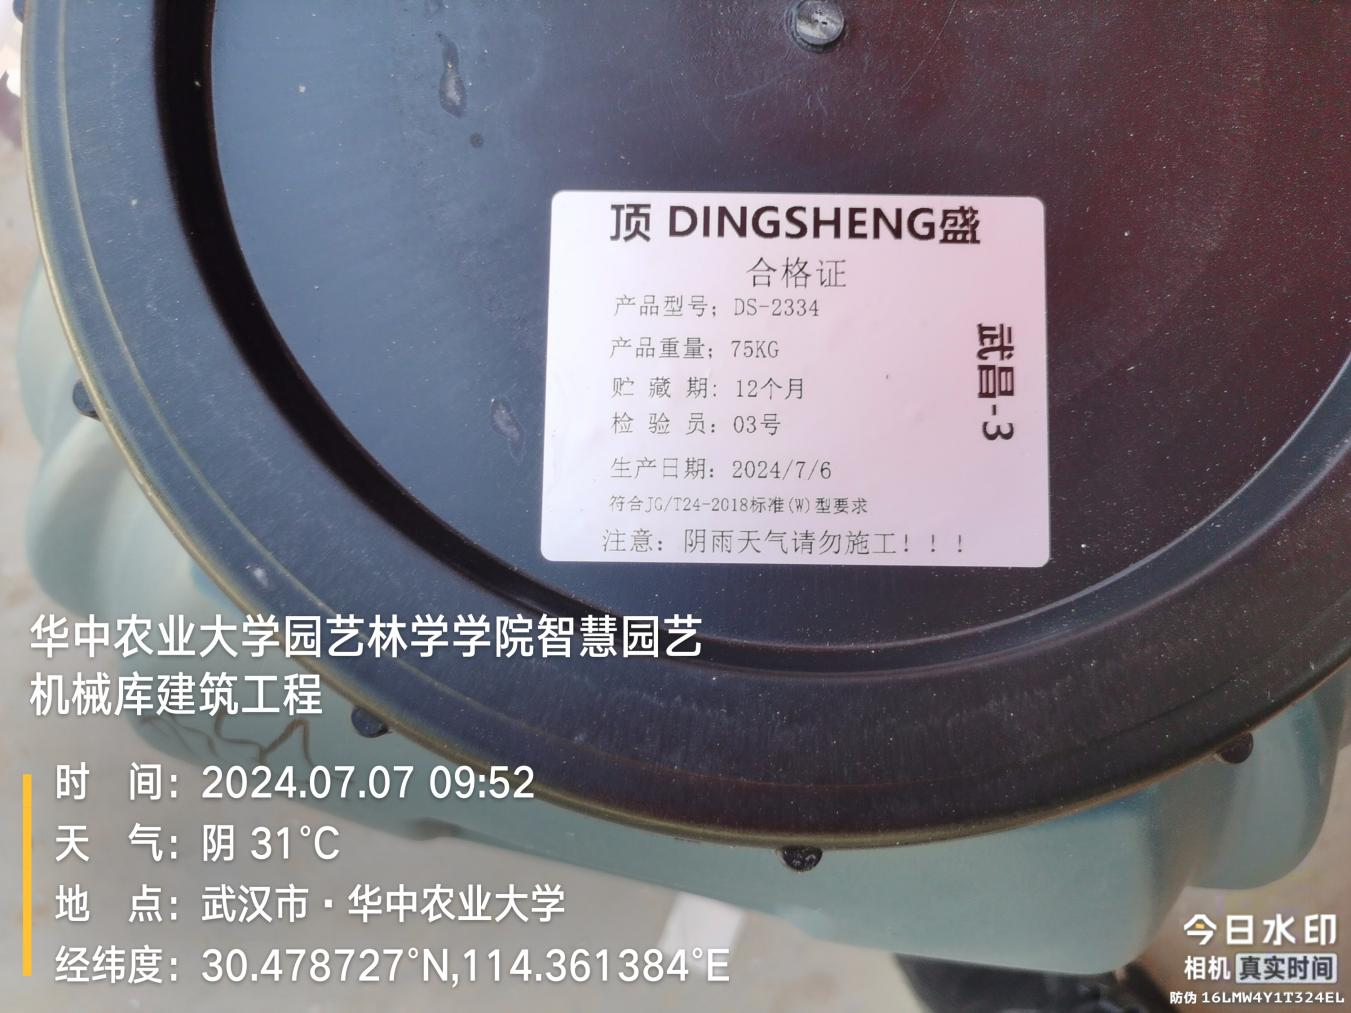 顶 DINGSHENG盛
合格证
产品型号；DS-2334
产品重量；75KG
贮 藏 期：12个月
检 验 员：03号
生产日期：2024/7/6
符合JG/T24-2018标准(W)型要求
注意：阴雨天气请勿施工！！！
武昌-3
华中农业大学园艺林学学院智慧园艺
机械库建筑工程
时 间：2024.07.07 09:52
天 气：阴 31°C
地 点：武汉市·华中农业大学
经纬度：30.478727°N,114.361384°E
今日水印
相机 真实时间
防伪 16LMW4Y1T324EL